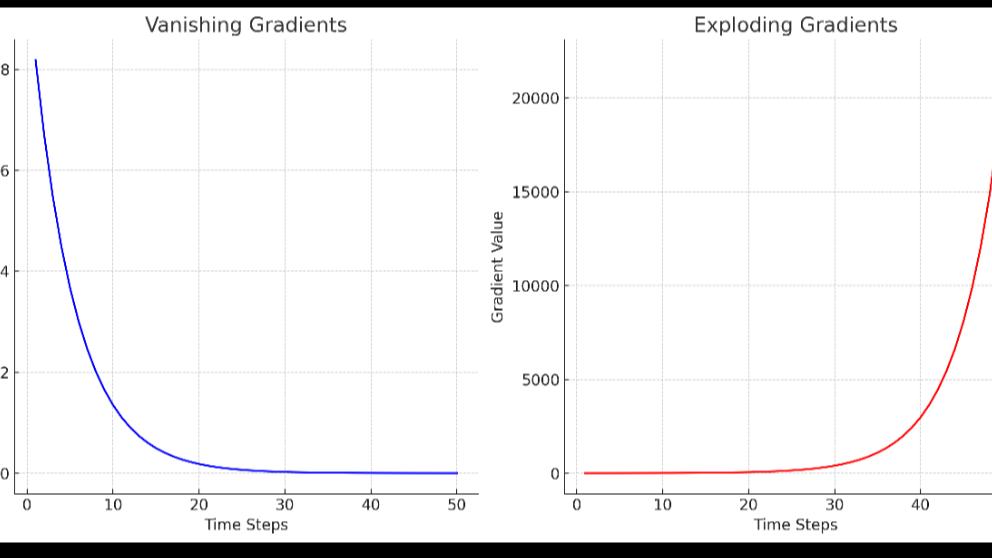 Vanishing Gradients
8
6
4
2
0
0 10 20 30 40 50
Time Steps
Exploding Gradients
Gradient Value
20000
15000
10000
5000
0
0 10 20 30 40
Time Steps